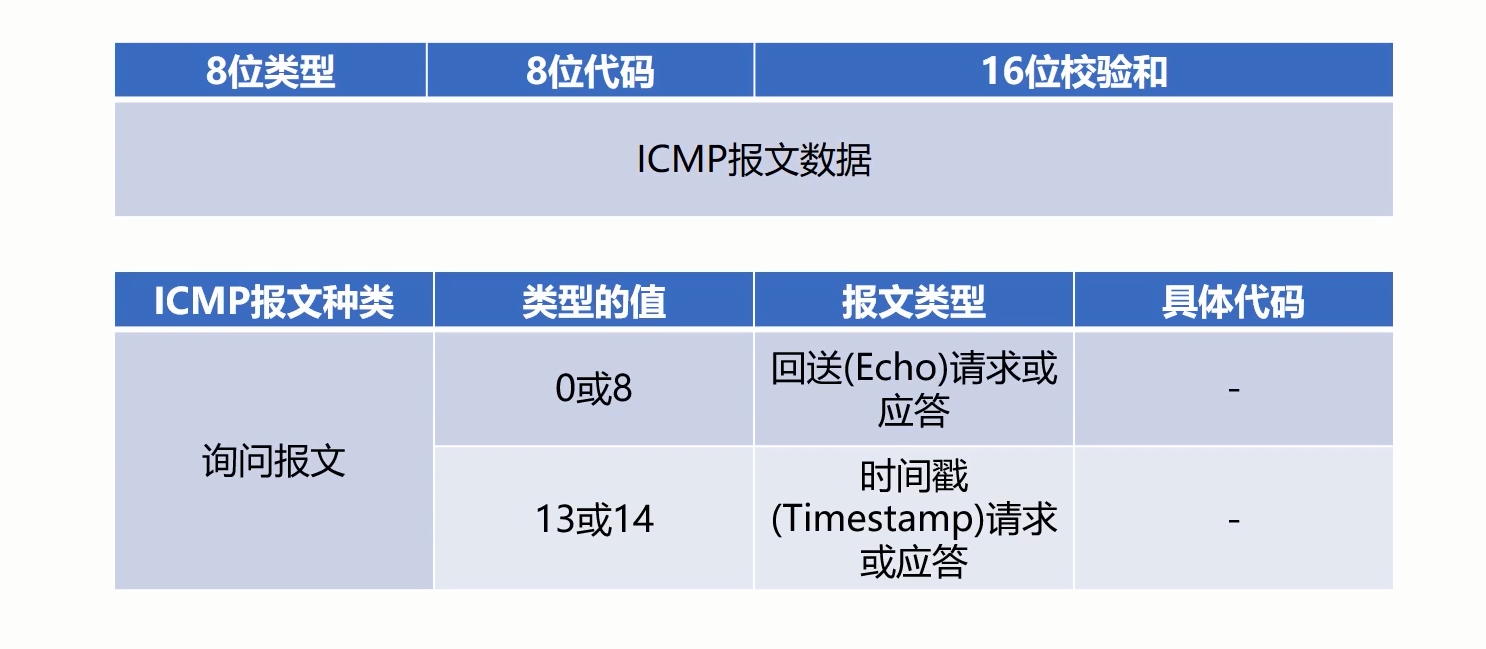 8位类型
8位代码
16位校验和
ICMP报文数据
ICMP报文种类
类型的值
报文类型
具体代码
询问报文
0或8
回送(Echo)请求或
应答
-
13或14
时间戳
(Timestamp)请求
或应答
-